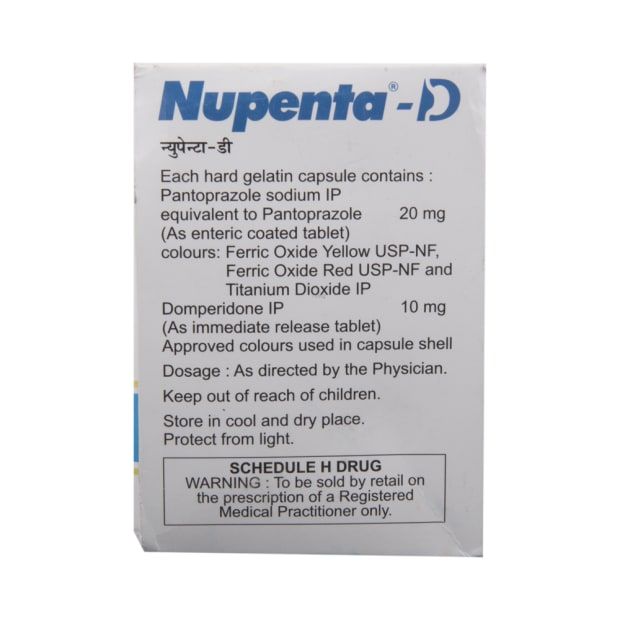 Nupenta®-D
न्युपेन्टा-डी
Each hard gelatin capsule contains :
Pantoprazole sodium IP
equivalent to Pantoprazole 20 mg
(As enteric coated tablet)
colours: Ferric Oxide Yellow USP-NF,
Ferric Oxide Red USP-NF and
Titanium Dioxide IP
Domperidone IP 10 mg
(As immediate release tablet)
Approved colours used in capsule shell
Dosage : As directed by the Physician.
Keep out of reach of children.
Store in cool and dry place.
Protect from light.
SCHEDULE H DRUG
WARNING : To be sold by retail on
the prescription of a Registered
Medical Practitioner only.